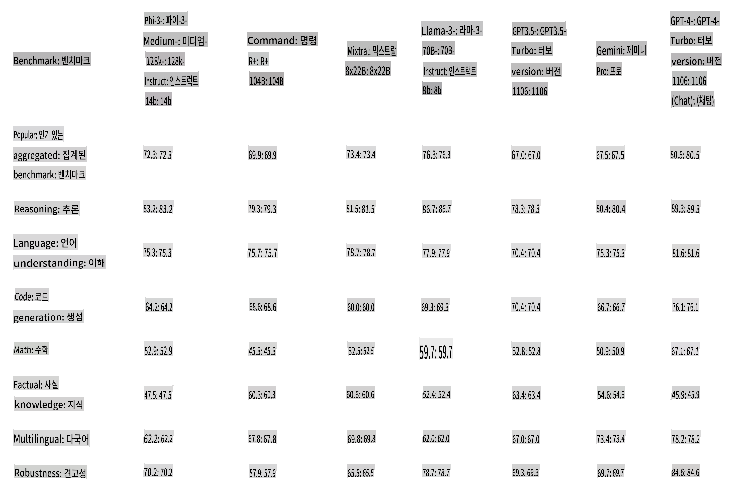 Benchmark: 벤치마크
Phi-3-: 파이-3-
Medium-: 미디엄-
128k-: 128k-
Instruct: 인스트럭트
14b: 14b
Command: 명령
R+: R+
104B: 104B
Mixtral: 믹스트랄
8x22B: 8x22B
Llama-3-: 라마-3-
70B-: 70B-
Instruct: 인스트럭트
8b: 8b
GPT3.5-: GPT3.5-
Turbo: 터보
version: 버전
1106: 1106
Gemini: 제미니
Pro: 프로
GPT-4-: GPT-4-
Turbo: 터보
version: 버전
1106: 1106
(Chat): (채팅)
Popular: 인기 있는
aggregated: 집계된
benchmark: 벤치마크
72.3: 72.3
69.9: 69.9
73.4: 73.4
76.3: 76.3
67.0: 67.0
67.5: 67.5
80.5: 80.5
Reasoning: 추론
83.2: 83.2
79.3: 79.3
81.5: 81.5
86.7: 86.7
78.3: 78.3
80.4: 80.4
Language: 언어
understanding: 이해
75.3: 75.3
75.7: 75.7
78.7: 78.7
77.9: 77.9
70.4: 70.4
75.3: 75.3
81.6: 81.6
Code: 코드
generation: 생성
64.2: 64.2
68.6: 68.6
60.0: 60.0
69.3: 69.3
70.4: 70.4
66.7: 66.7
76.1: 76.1
Math: 수학
52.9: 52.9
45.3: 45.3
52.5: 52.5
59.7: 59.7
52.8: 52.8
50.9: 50.9
67.1: 67.1
Factual: 사실
knowledge: 지식
47.5: 47.5
60.3: 60.3
60.6: 60.6
52.4: 52.4
63.4: 63.4
54.6: 54.6
45.9: 45.9
Multilingual: 다국어
62.2: 62.2
67.8: 67.8
69.8: 69.8
62.0: 62.0
67.0: 67.0
73.4: 73.4
78.2: 78.2
Robustness: 견고성
70.2: 70.2
57.9: 57.9
65.5: 65.5
78.7: 78.7
69.3: 69.3
69.7: 69.7
84.6: 84.6